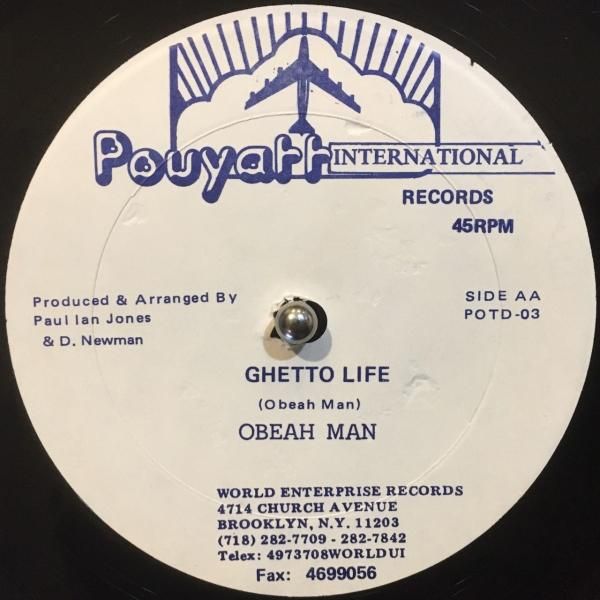 Pouyatt INTERNATIONAL
RECORDS
45RPM
Produced & Arranged By
Paul Ian Jones
& D. Newman
SIDE AA
POTD-03
GHETTO LIFE
(Obeah Man)
OBEAH MAN
WORLD ENTERPRISE RECORDS
4714 CHURCH AVENUE
BROOKLYN, N.Y. 11203
(718) 282-7709 - 282-7842
Telex: 4973708WORLDUI
Fax: 4699056